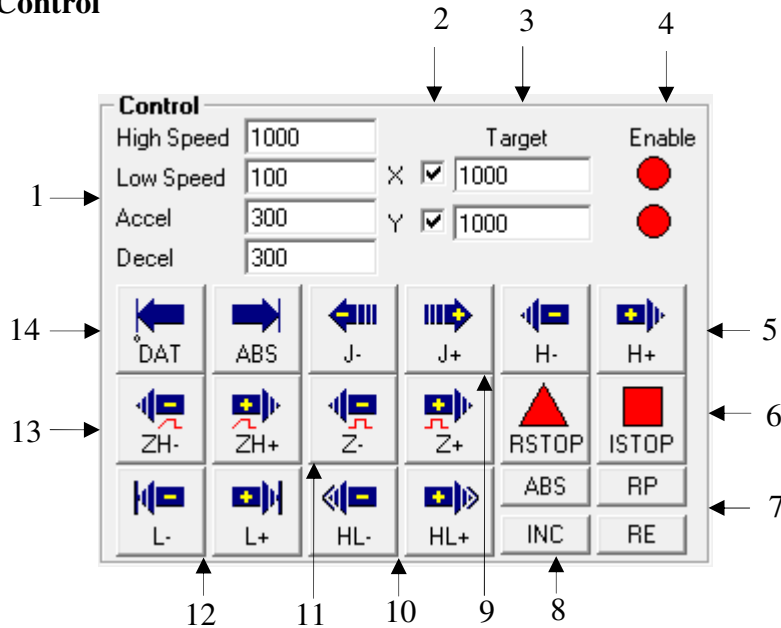 Control
2 3 4
Control
High Speed 1000 Target Enable
Low Speed 100 X 1000
1
Accel 300 Y 1000
Decel 300
14 DAT ABS J- J+ H- H+ 5
13 ZH- ZH+ Z- Z+ RSTOP ISTOP 6
ABS RP
7
L- L+ HL- HL+ INC RE
12 11 10 9 8